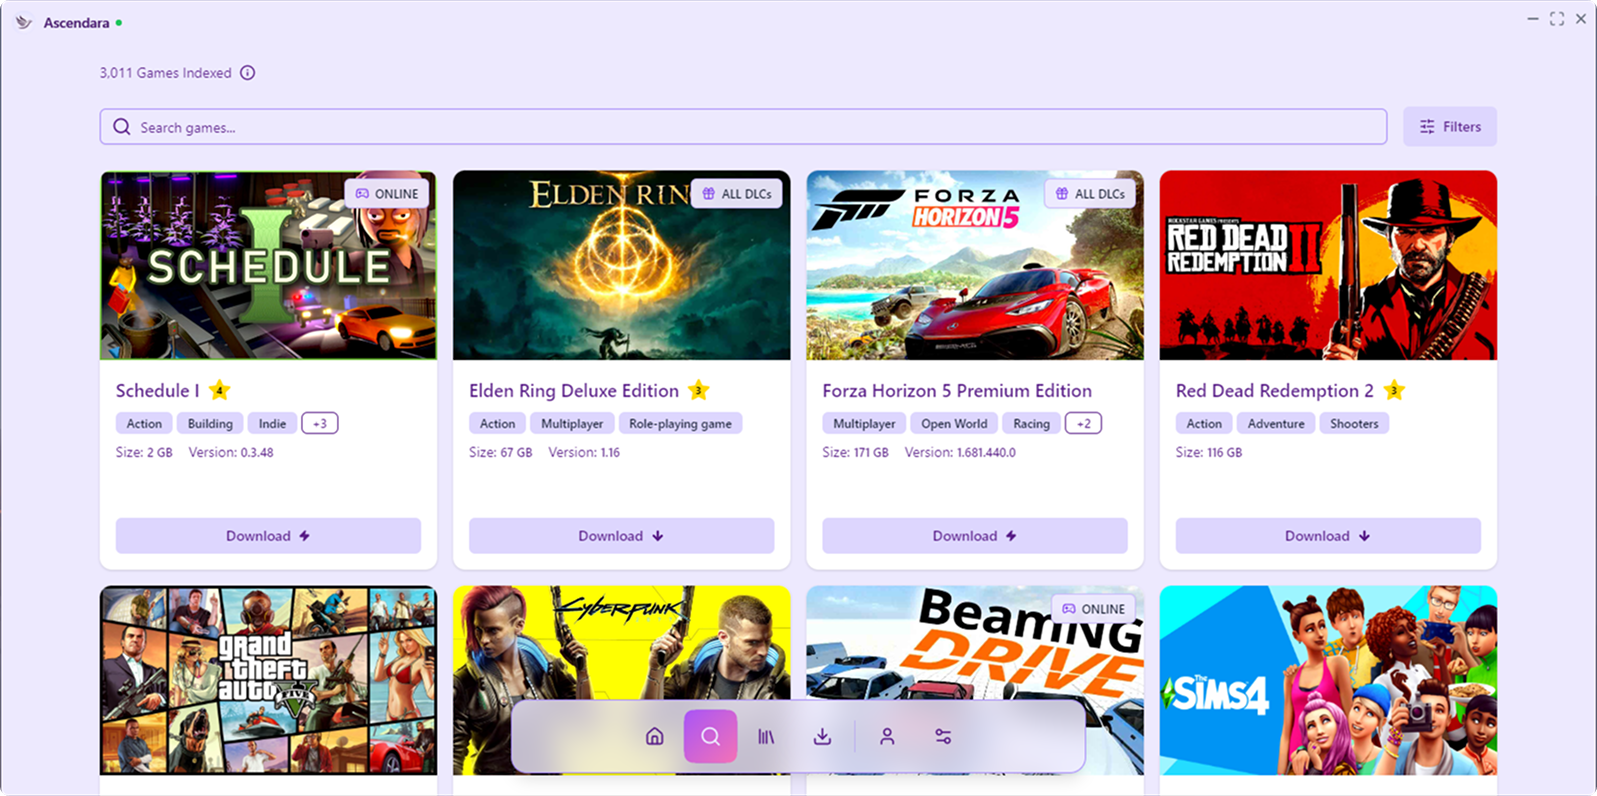 Ascendara
3,011 Games Indexed
Search games...
Filters
ONLINE
SCHEDULE
I
Schedule I 4
Action Building Indie +3
Size: 2 GB Version: 0.3.48
Download
ELDEN RIN
ALL DLCs
Elden Ring Deluxe Edition 3
Action Multiplayer Role-playing game
Size: 67 GB Version: 1.16
Download
FORZA
HORIZON 5
ALL DLCs
Forza Horizon 5 Premium Edition
Multiplayer Open World Racing +2
Size: 171 GB Version: 1.681.440.0
Download
ROCKSTAR GAMES PRESENTS
RED DEAD
REDEMPTION II
Red Dead Redemption 2 3
Action Adventure Shooters
Size: 116 GB
Download
grand
theft
auto
FIVE
V
CYBERPUNK
BeamNG
DRIVE
ONLINE
The
SIMS4